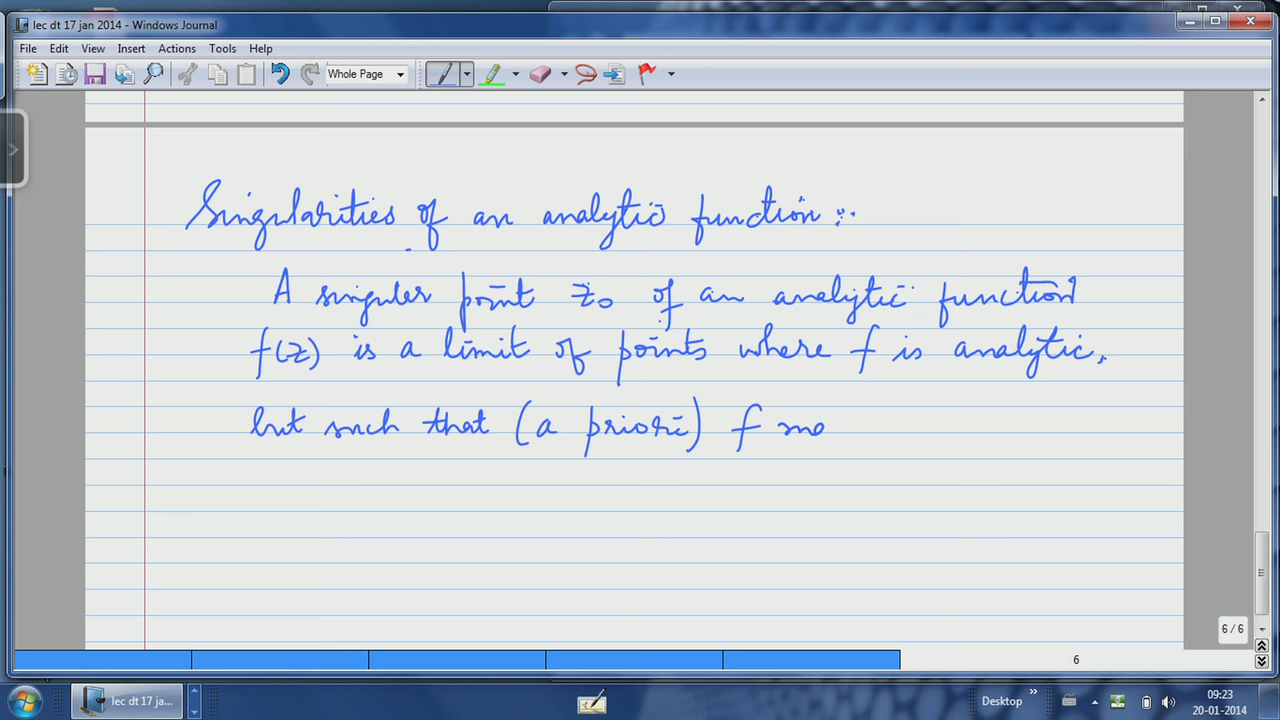 lec dt 17 jan 2014 - Windows Journal
File Edit View Insert Actions Tools Help
Whole Page
Singularities of an analytic function :-
A singular point z₀ of an analytic function
f(z) is a limit of points where f is analytic,
but such that (a priori) f ma
6 / 6
6
lec dt 17 ja...
Desktop
09:23
20-01-2014